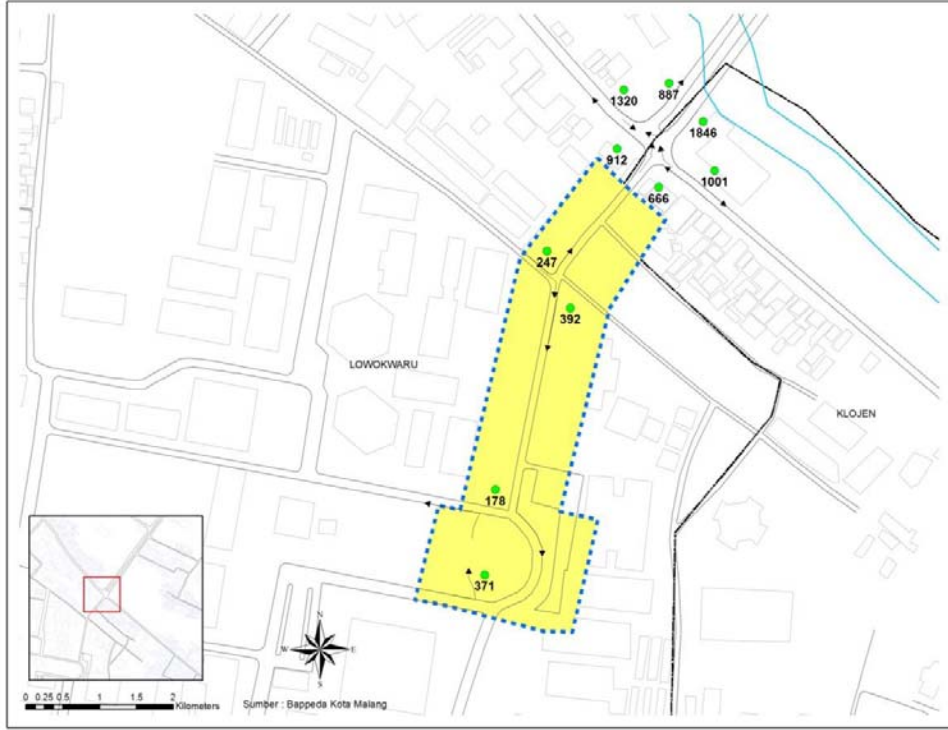 1320
887
1846
912
1001
666
247
392
LOWOKWARU
KLOJEN
178
371
N
W
E
S
0 0.25 0.5 1 1.5 2
Kilometers
Sumber : Bappeda Kota Malang